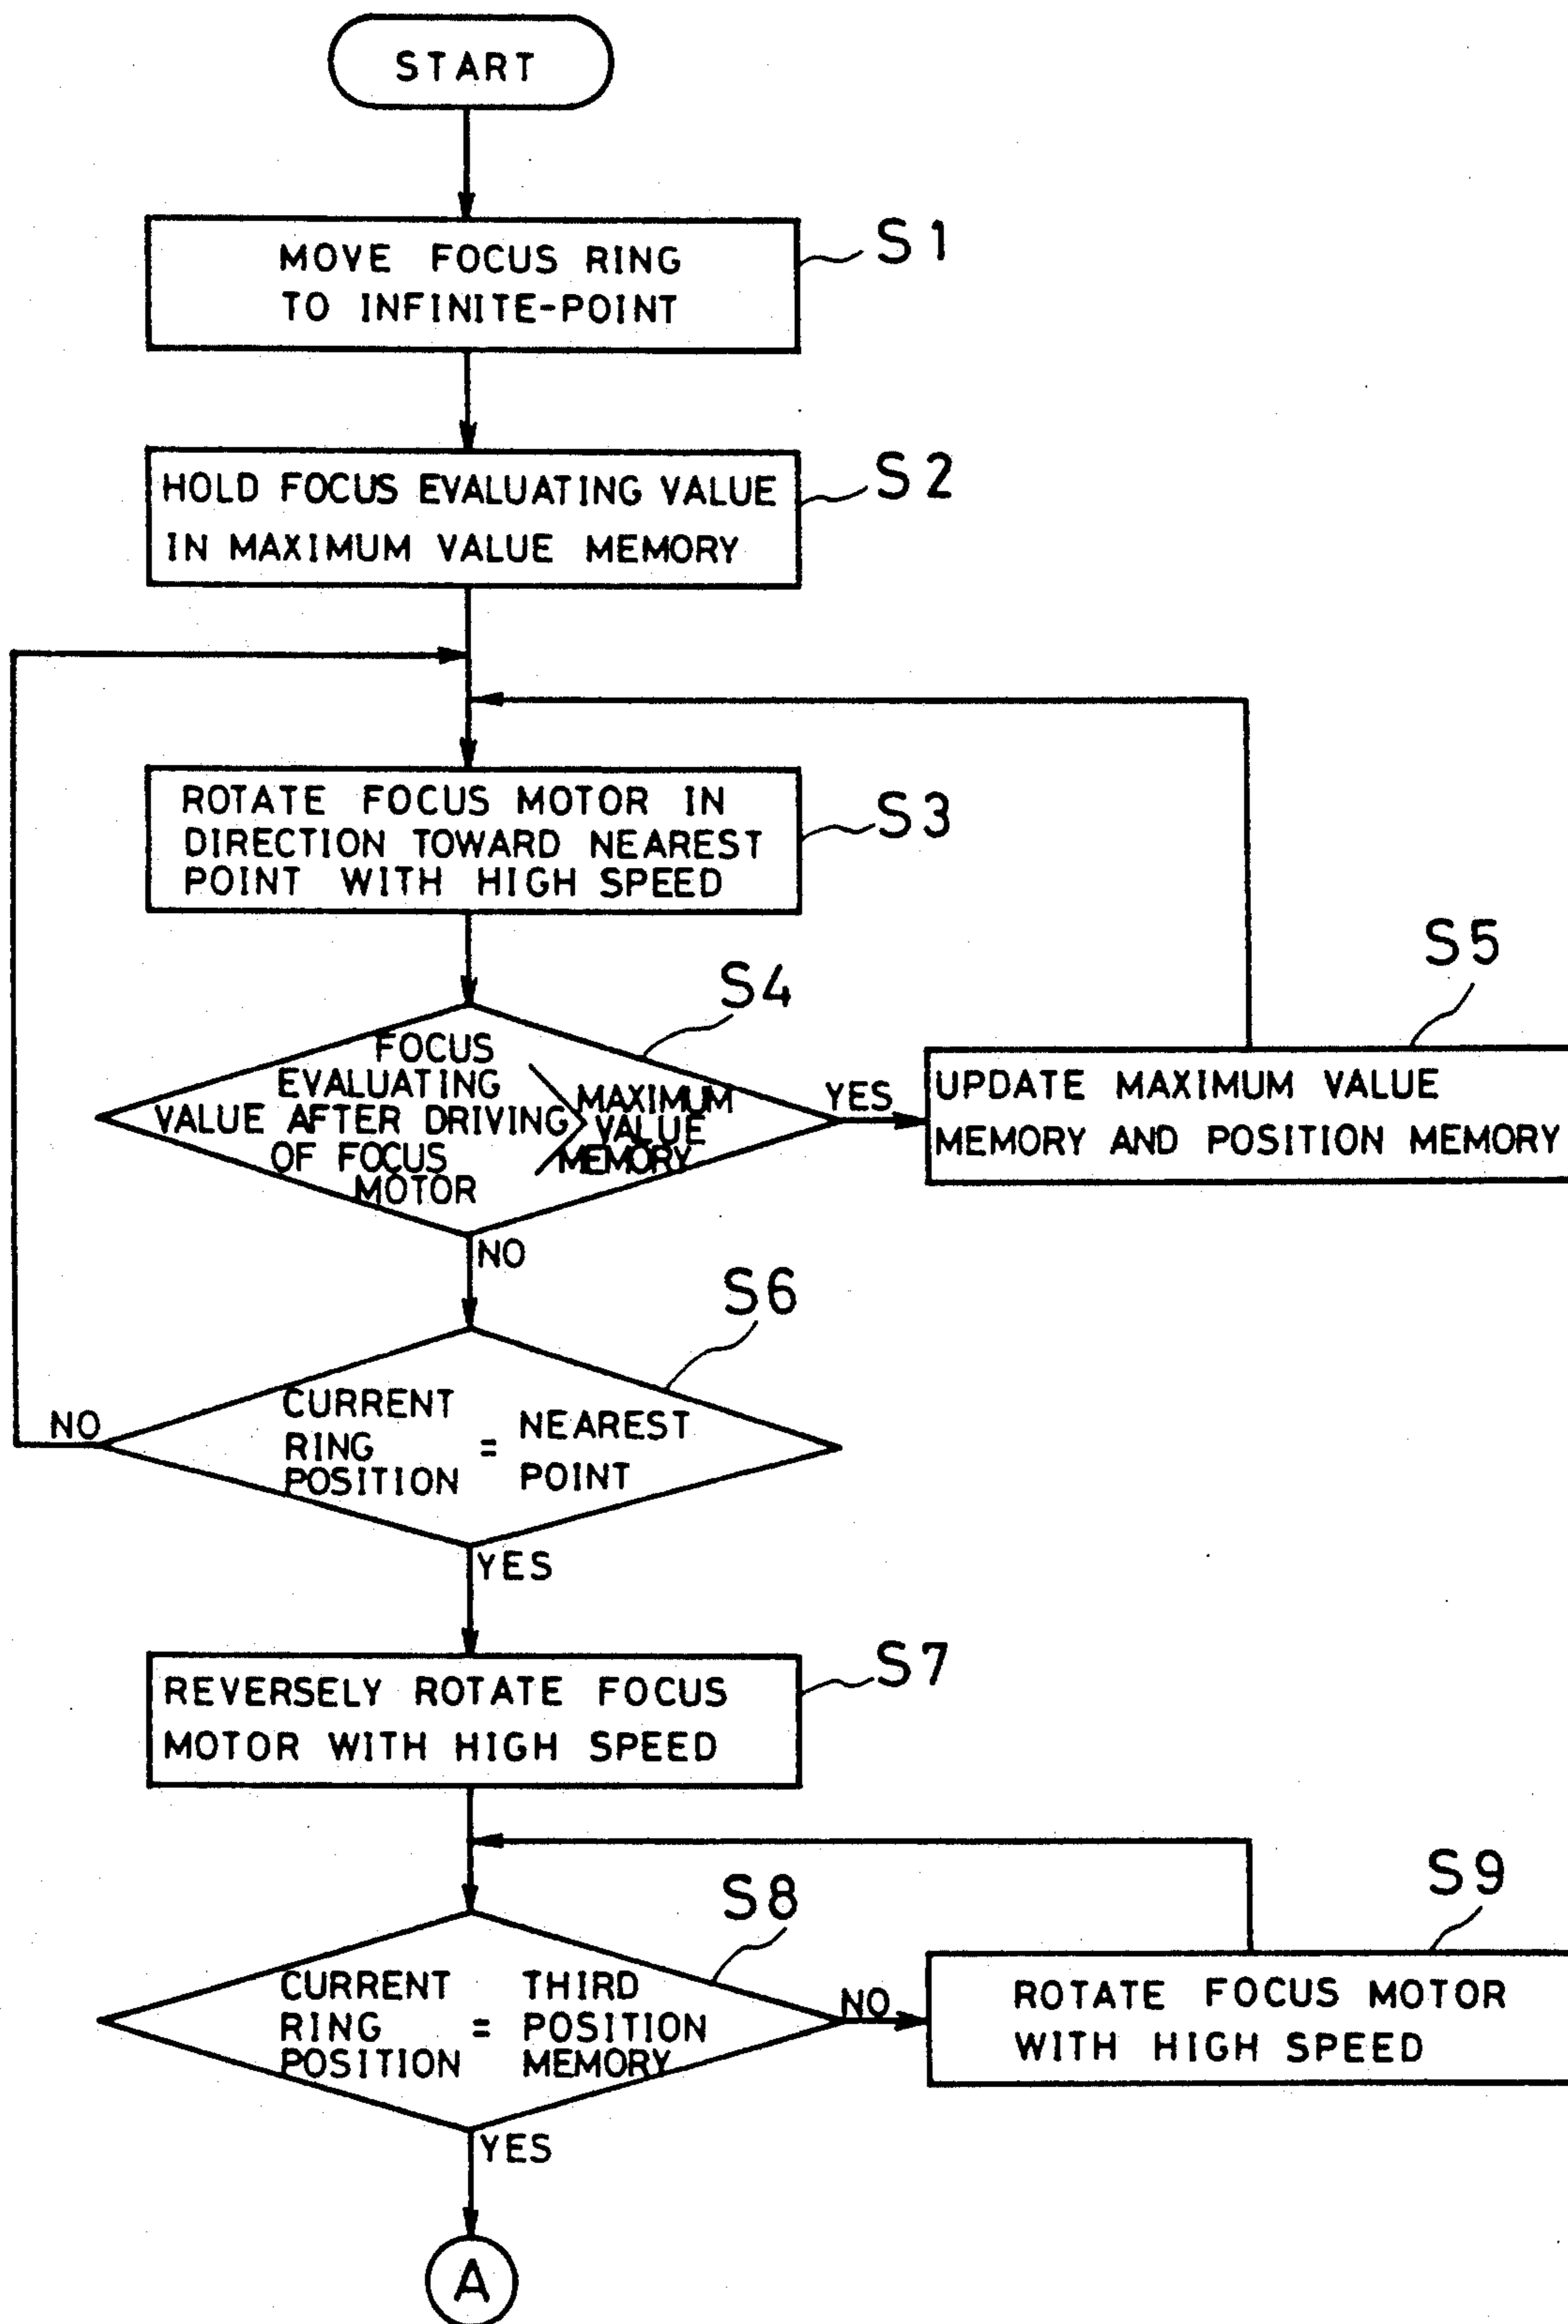 START
MOVE FOCUS RING
TO INFINITE-POINT
S1
HOLD FOCUS EVALUATING VALUE
IN MAXIMUM VALUE MEMORY
S2
ROTATE FOCUS MOTOR IN
DIRECTION TOWARD NEAREST
POINT WITH HIGH SPEED
S3
S4
FOCUS
EVALUATING
VALUE AFTER DRIVING
OF FOCUS
MOTOR
>
MAXIMUM
VALUE
MEMORY
YES
NO
S5
UPDATE MAXIMUM VALUE
MEMORY AND POSITION MEMORY
S6
CURRENT
RING
POSITION
=
NEAREST
POINT
NO
YES
S7
REVERSELY ROTATE FOCUS
MOTOR WITH HIGH SPEED
S8
CURRENT
RING
POSITION
=
THIRD
POSITION
MEMORY
NO
YES
S9
ROTATE FOCUS MOTOR
WITH HIGH SPEED
A